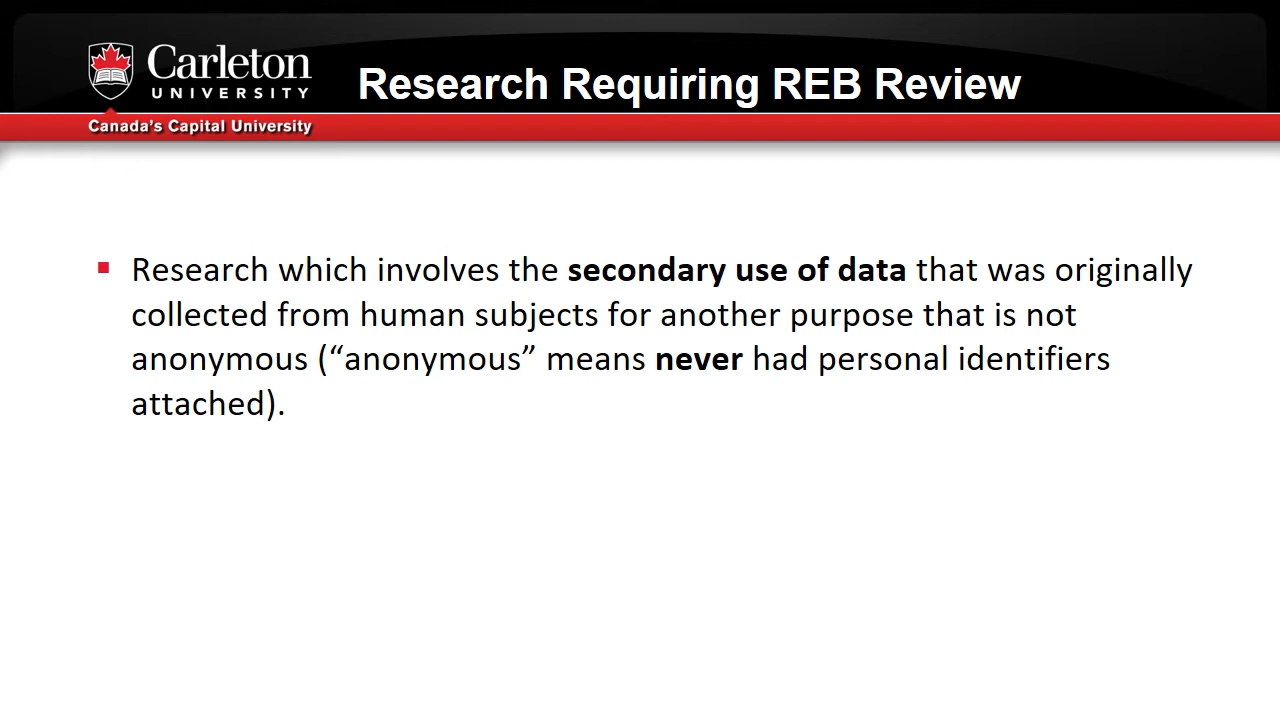 Carleton
UNIVERSITY
Canada's Capital University
Research Requiring REB Review
▪ Research which involves the secondary use of data that was originally
collected from human subjects for another purpose that is not
anonymous (“anonymous” means never had personal identifiers
attached).